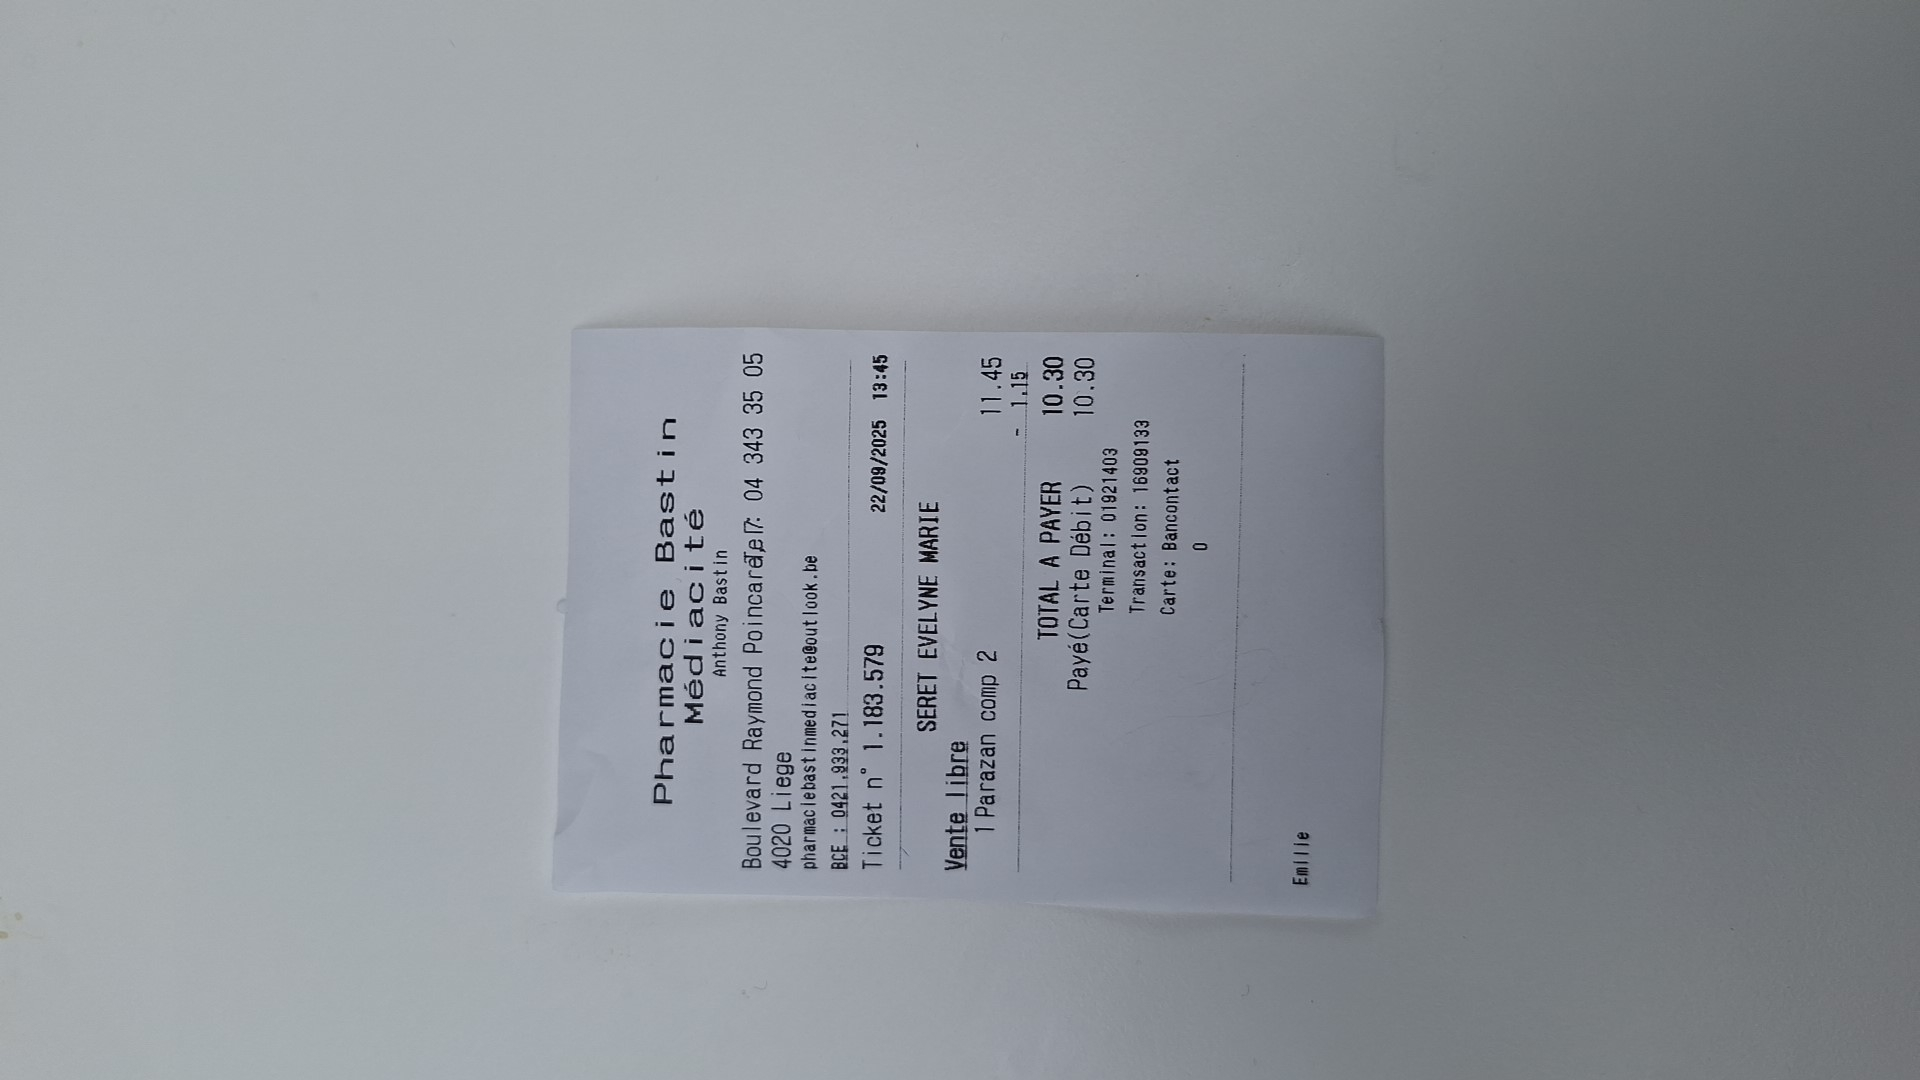 Pharmacie Bastin
Médiacité
Anthony Bastin
Boulevard Raymond Poincaré, 7 Tel: 04 343 35 05
4020 Liege
pharmaciebastinmediacite@outlook.be
BCE : 0421.933.271
Ticket n° 1.183.579 22/09/2025 13:45
SERET EVELYNE MARIE
Vente libre
1 Parazan comp 2 11.45
- 1.15
TOTAL A PAYER 10.30
Payé(Carte Débit) 10.30
Terminal: 01921403
Transaction: 16909133
Carte: Bancontact
0
Emilie